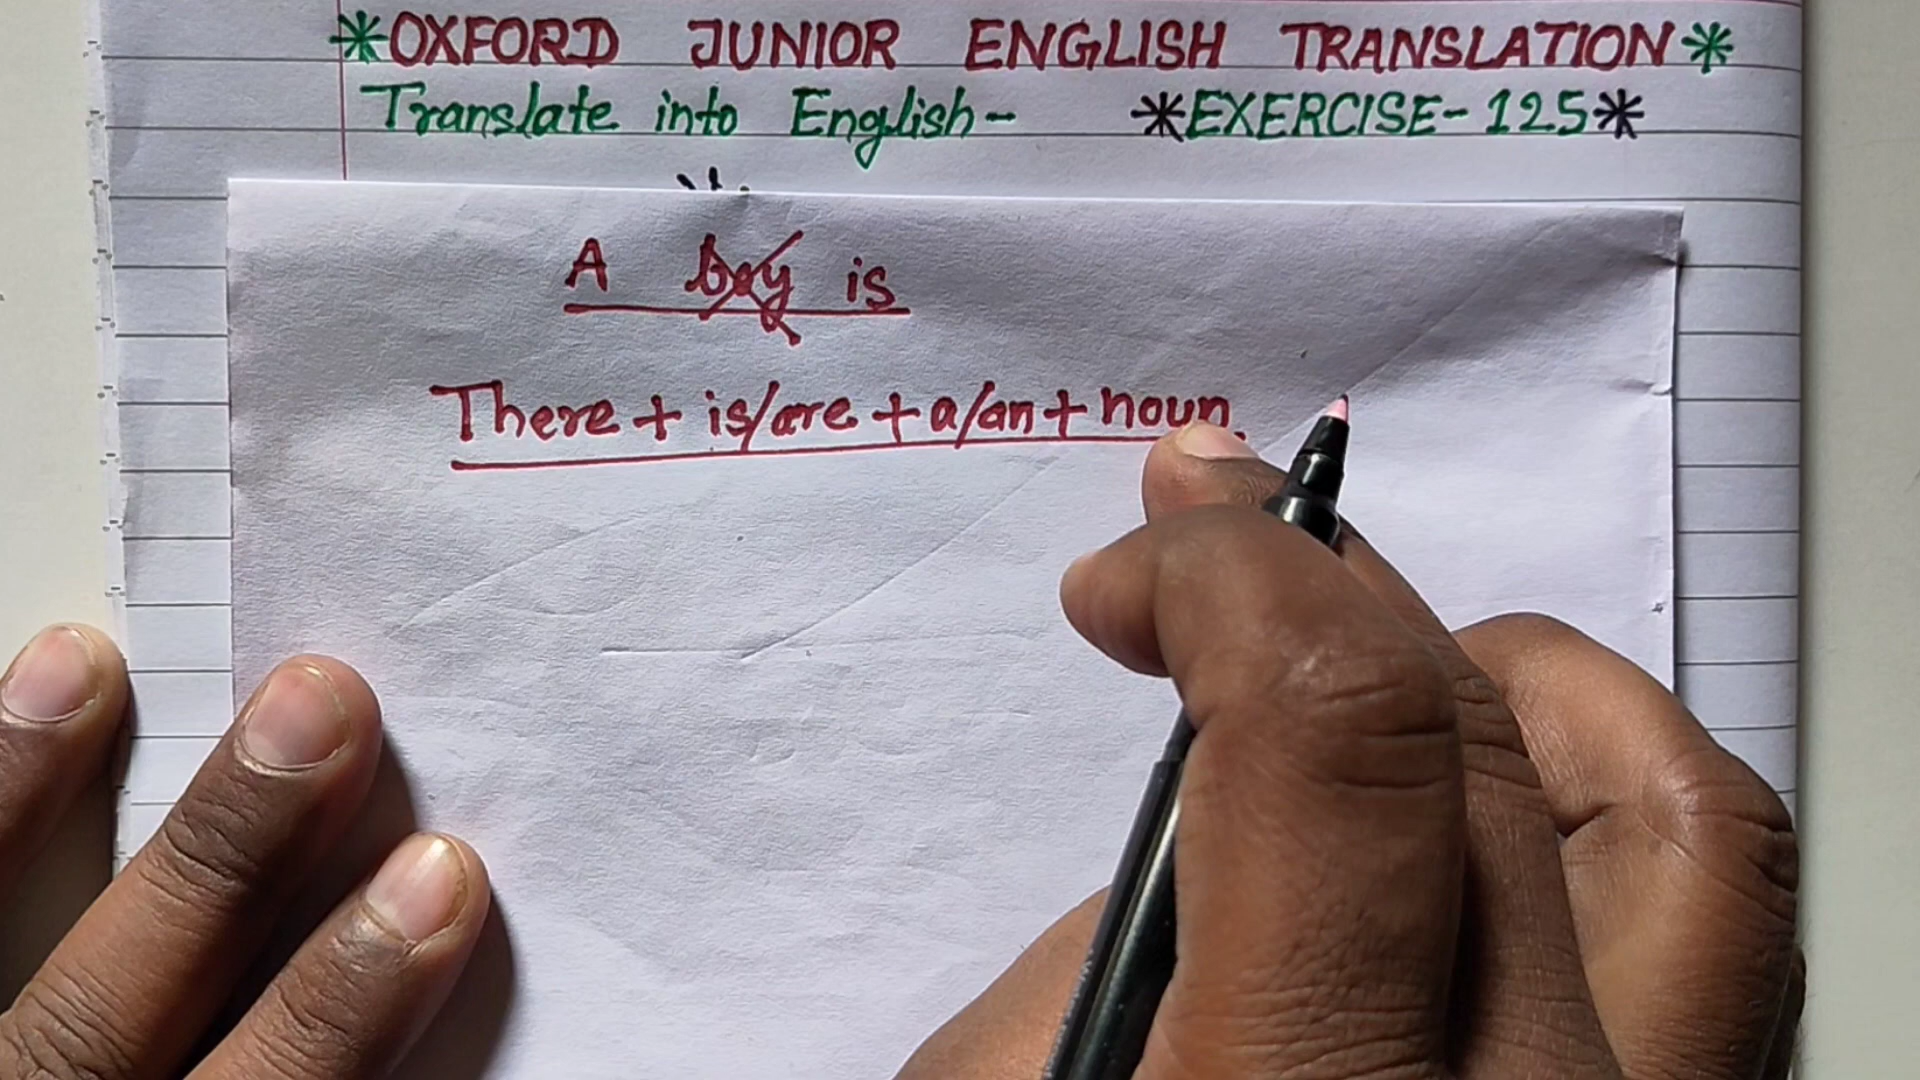 *OXFORD JUNIOR ENGLISH TRANSLATION*
Translate into English- *EXERCISE-125*
A boy is
There + is/are + a/an + noun.